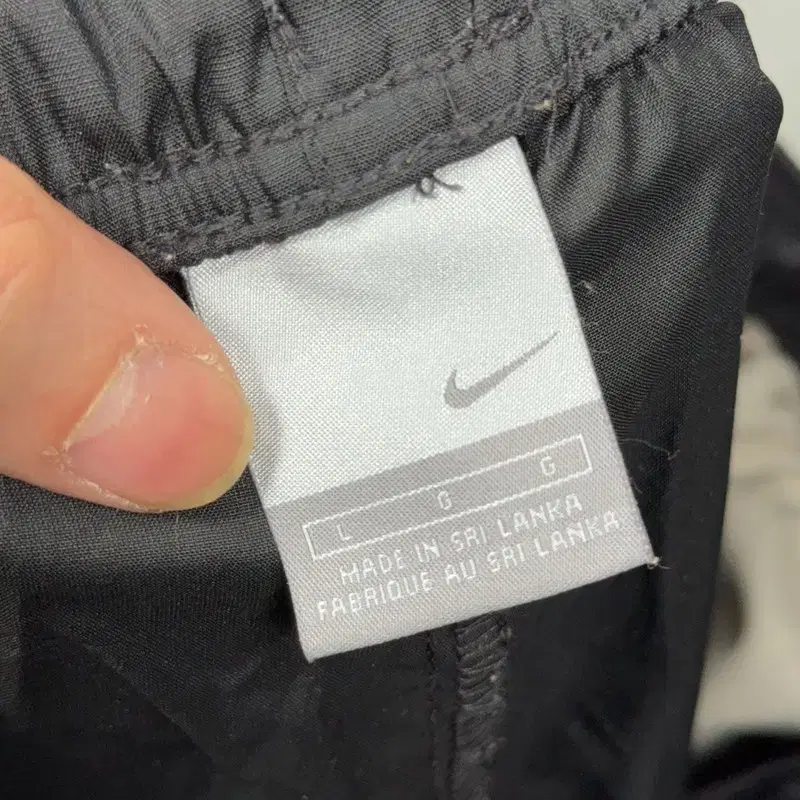 L G G
MADE IN SRI LANKA
FABRIQUE AU SRI LANKA